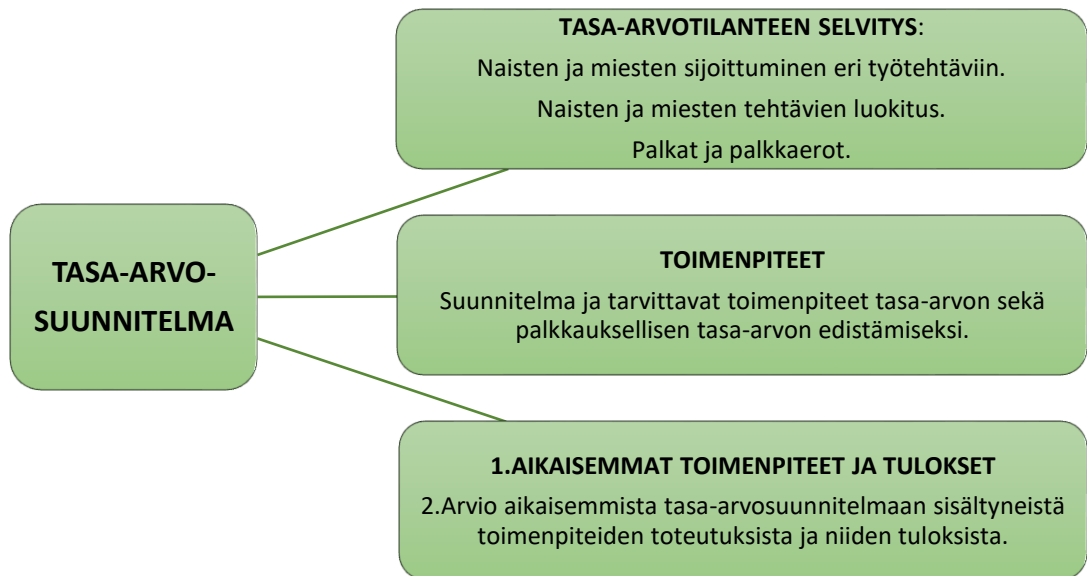 TASA-ARVOTILANTEEN SELVITYS:
Naisten ja miesten sijoittuminen eri työtehtäviin.
Naisten ja miesten tehtävien luokitus.
Palkat ja palkkaerot.
TASA-ARVO-
SUUNNITELMA
TOIMENPITEET
Suunnitelma ja tarvittavat toimenpiteet tasa-arvon sekä
palkkauksellisen tasa-arvon edistämiseksi.
1.AIKAISEMMAT TOIMENPITEET JA TULOKSET
2.Arvio aikaisemmista tasa-arvosuunnitelmaan sisältyneistä
toimenpiteiden toteutuksista ja niiden tuloksista.